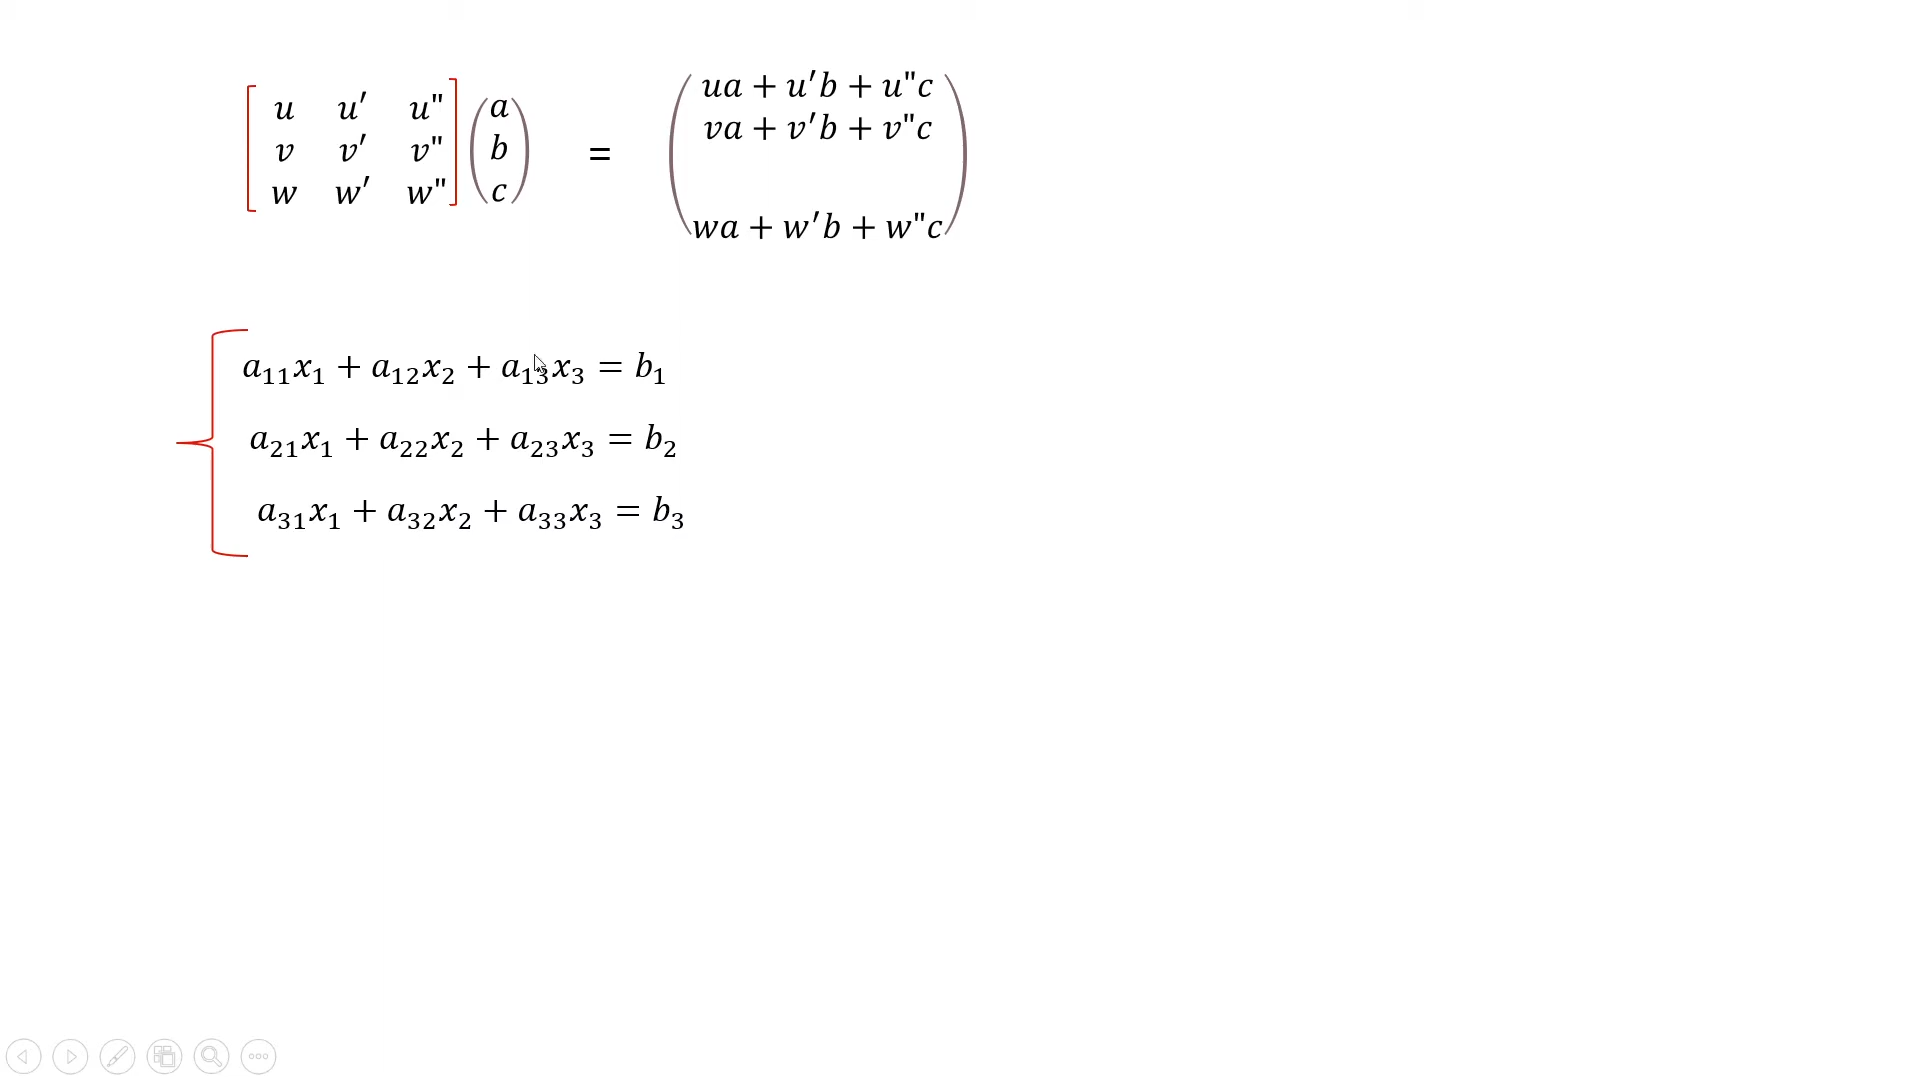 [u u′ u" v v′ v" w w′ w"] (a b c) = (ua + u′b + u"c va + v′b + v"c wa + w′b + w"c)
a₁₁x₁ + a₁₂x₂ + a₁₃x₃ = b₁
a₂₁x₁ + a₂₂x₂ + a₂₃x₃ = b₂
a₃₁x₁ + a₃₂x₂ + a₃₃x₃ = b₃